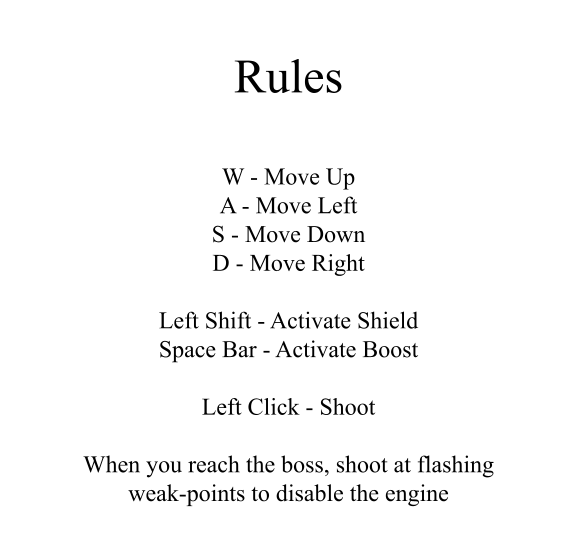 Rules
W - Move Up
A - Move Left
S - Move Down
D - Move Right
Left Shift - Activate Shield
Space Bar - Activate Boost
Left Click - Shoot
When you reach the boss, shoot at flashing
weak-points to disable the engine